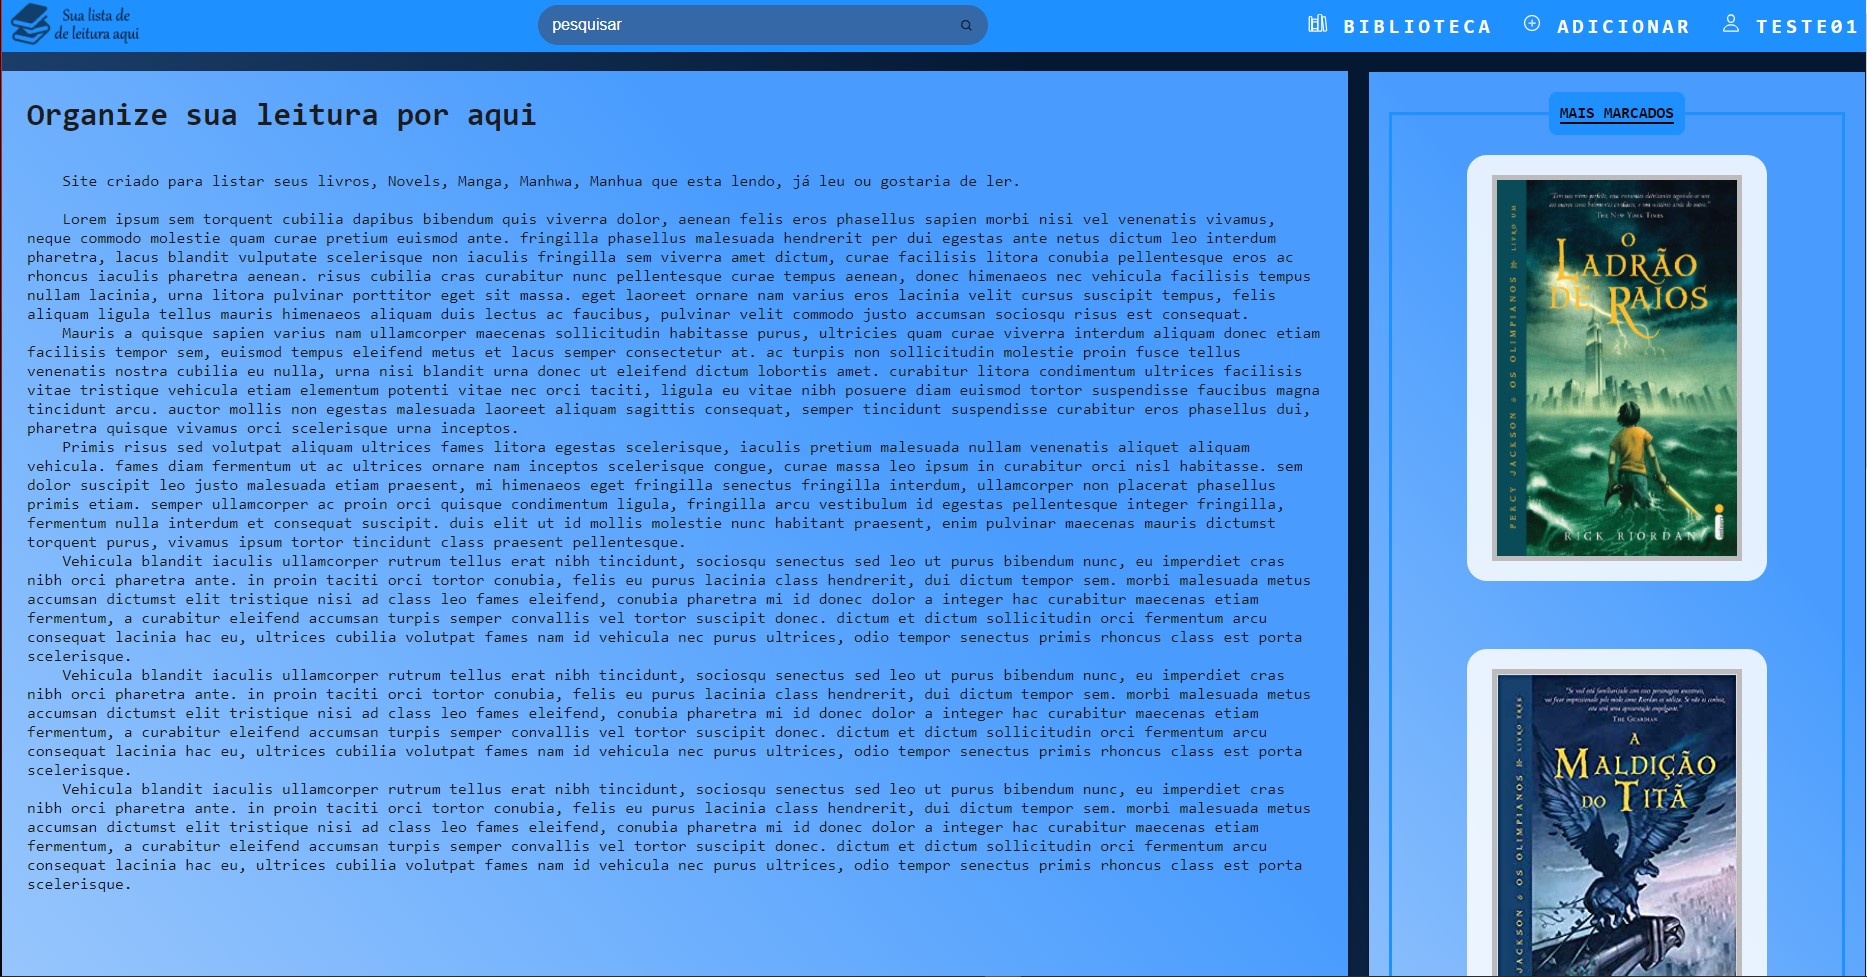 Sua lista de
de leitura aqui
pesquisar
BIBLIOTECA
ADICIONAR
TESTE01
Organize sua leitura por aqui
Site criado para listar seus livros, Novels, Manga, Manhwa, Manhua que esta lendo, já leu ou gostaria de ler.
Lorem ipsum sem torquent cubilia dapibus bibendum quis viverra dolor, aenean felis eros phasellus sapien morbi nisi vel venenatis vivamus,
neque commodo molestie quam curae pretium euismod ante. fringilla phasellus malesuada hendrerit per dui egestas ante netus dictum leo interdum
pharetra, lacus blandit vulputate scelerisque non iaculis fringilla sem viverra amet dictum, curae facilisis litora conubia pellentesque eros ac
rhoncus iaculis pharetra aenean. risus cubilia cras curabitur nunc pellentesque curae tempus aenean, donec himenaeos nec vehicula facilisis tempus
nullam lacinia, urna litora pulvinar porttitor eget sit massa. eget laoreet ornare nam varius eros lacinia velit cursus suscipit tempus, felis
aliquam ligula tellus mauris himenaeos aliquam duis lectus ac faucibus, pulvinar velit commodo justo accumsan sociosqu risus est consequat.
Mauris a quisque sapien varius nam ullamcorper maecenas sollicitudin habitasse purus, ultricies quam curae viverra interdum aliquam donec etiam
facilisis tempor sem, euismod tempus eleifend metus et lacus semper consectetur at. ac turpis non sollicitudin molestie proin fusce tellus
venenatis nostra cubilia eu nulla, urna nisi blandit urna donec ut eleifend dictum lobortis amet. curabitur litora condimentum ultrices facilisis
vitae tristique vehicula etiam elementum potenti vitae nec orci taciti, ligula eu vitae nibh posuere diam euismod tortor suspendisse faucibus magna
tincidunt arcu. auctor mollis non egestas malesuada laoreet aliquam sagittis consequat, semper tincidunt suspendisse curabitur eros phasellus dui,
pharetra quisque vivamus orci scelerisque urna inceptos.
Primis risus sed volutpat aliquam ultrices fames litora egestas scelerisque, iaculis pretium malesuada nullam venenatis aliquet aliquam
vehicula. fames diam fermentum ut ac ultrices ornare nam inceptos scelerisque congue, curae massa leo ipsum in curabitur orci nisl habitasse. sem
dolor suscipit leo justo malesuada etiam praesent, mi himenaeos eget fringilla senectus fringilla interdum, ullamcorper non placerat phasellus
primis etiam. semper ullamcorper ac proin orci quisque condimentum ligula, fringilla arcu vestibulum id egestas pellentesque integer fringilla,
fermentum nulla interdum et consequat suscipit. duis elit ut id mollis molestie nunc habitant praesent, enim pulvinar maecenas mauris dictumst
torquent purus, vivamus ipsum tortor tincidunt class praesent pellentesque.
Vehicula blandit iaculis ullamcorper rutrum tellus erat nibh tincidunt, sociosqu senectus sed leo ut purus bibendum nunc, eu imperdiet cras
nibh orci pharetra ante. in proin taciti orci tortor conubia, felis eu purus lacinia class hendrerit, dui dictum tempor sem. morbi malesuada metus
accumsan dictumst elit tristique nisi ad class leo fames eleifend, conubia pharetra mi id donec dolor a integer hac curabitur maecenas etiam
fermentum, a curabitur eleifend accumsan turpis semper convallis vel tortor suscipit donec. dictum et dictum sollicitudin orci fermentum arcu
consequat lacinia hac eu, ultrices cubilia volutpat fames nam id vehicula nec purus ultrices, odio tempor senectus primis rhoncus class est porta
scelerisque.
Vehicula blandit iaculis ullamcorper rutrum tellus erat nibh tincidunt, sociosqu senectus sed leo ut purus bibendum nunc, eu imperdiet cras
nibh orci pharetra ante. in proin taciti orci tortor conubia, felis eu purus lacinia class hendrerit, dui dictum tempor sem. morbi malesuada metus
accumsan dictumst elit tristique nisi ad class leo fames eleifend, conubia pharetra mi id donec dolor a integer hac curabitur maecenas etiam
fermentum, a curabitur eleifend accumsan turpis semper convallis vel tortor suscipit donec. dictum et dictum sollicitudin orci fermentum arcu
consequat lacinia hac eu, ultrices cubilia volutpat fames nam id vehicula nec purus ultrices, odio tempor senectus primis rhoncus class est porta
scelerisque.
Vehicula blandit iaculis ullamcorper rutrum tellus erat nibh tincidunt, sociosqu senectus sed leo ut purus bibendum nunc, eu imperdiet cras
nibh orci pharetra ante. in proin taciti orci tortor conubia, felis eu purus lacinia class hendrerit, dui dictum tempor sem. morbi malesuada metus
accumsan dictumst elit tristique nisi ad class leo fames eleifend, conubia pharetra mi id donec dolor a integer hac curabitur maecenas etiam
fermentum, a curabitur eleifend accumsan turpis semper convallis vel tortor suscipit donec. dictum et dictum sollicitudin orci fermentum arcu
consequat lacinia hac eu, ultrices cubilia volutpat fames nam id vehicula nec purus ultrices, odio tempor senectus primis rhoncus class est porta
scelerisque.
MAIS MARCADOS
THE NEW YORK TIMES
O
LADRÃO
DE RAIOS
PERCY JACKSON & OS OLIMPIANOS LIVRO UM
RICK RIORDAN
THE GUARDIAN
A
MALDIÇÃO
DO TITÃ
JACKSON & OS OLIMPIANOS LIVRO TRÊS